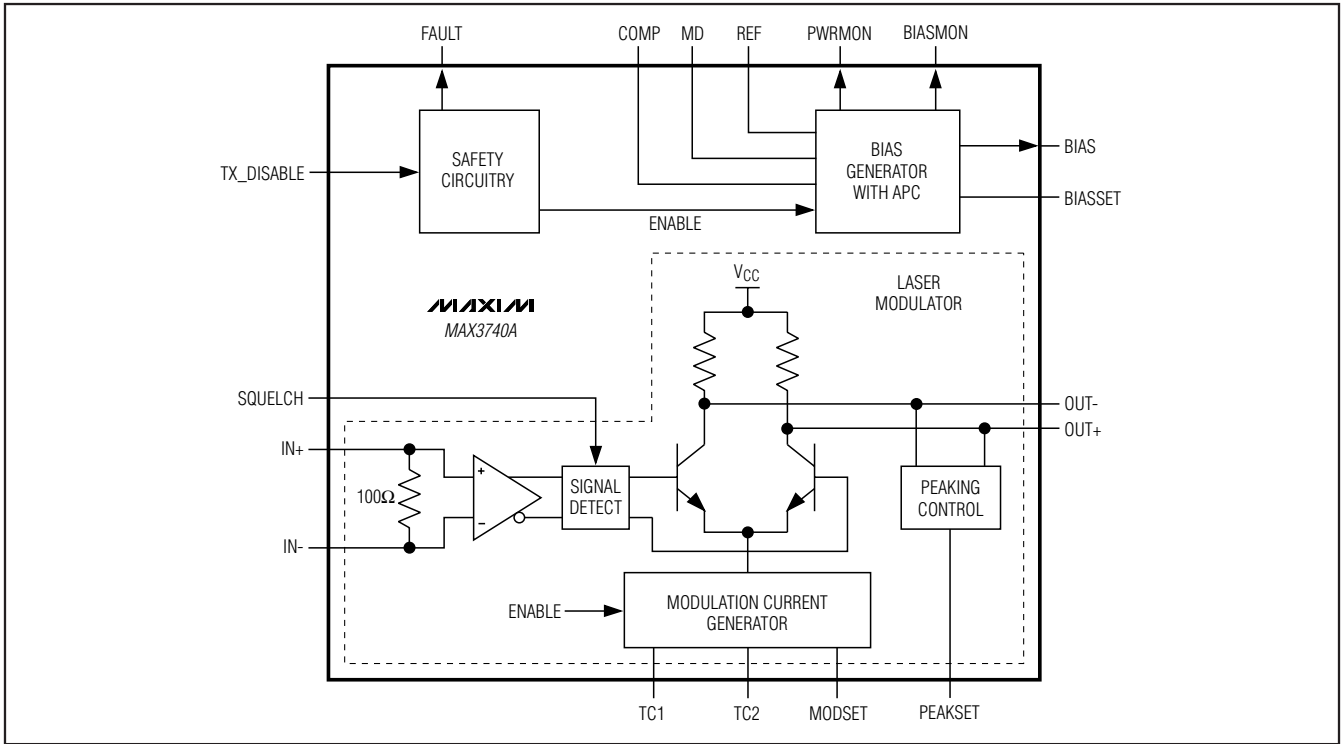 FAULT
COMP
MD
REF
PWRMON
BIASMON
TX_DISABLE
SAFETY
CIRCUITRY
BIAS
GENERATOR
WITH APC
BIAS
BIASSET
ENABLE
VCC
LASER
MODULATOR
MAXIM
MAX3740A
SQUELCH
OUT-
OUT+
IN+
100Ω
+
−
SIGNAL
DETECT
PEAKING
CONTROL
IN-
ENABLE
MODULATION CURRENT
GENERATOR
TC1
TC2
MODSET
PEAKSET